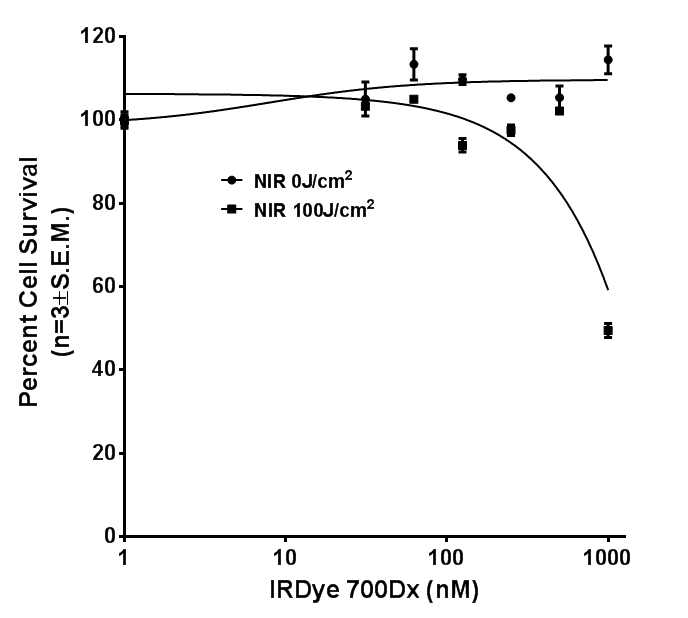 120
100
80
60
40
20
0
Percent Cell Survival
(n=3±S.E.M.)
NIR 0J/cm²
NIR 100J/cm²
1 10 100 1000
IRDye 700Dx (nM)